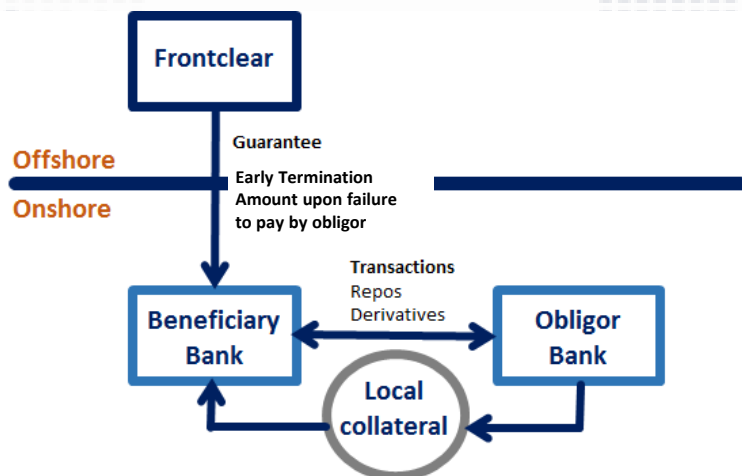 Frontclear
Guarantee
Offshore
Early Termination
Amount upon failure
to pay by obligor
Onshore
Transactions
Repos
Derivatives
Beneficiary
Bank
Obligor
Bank
Local
collateral